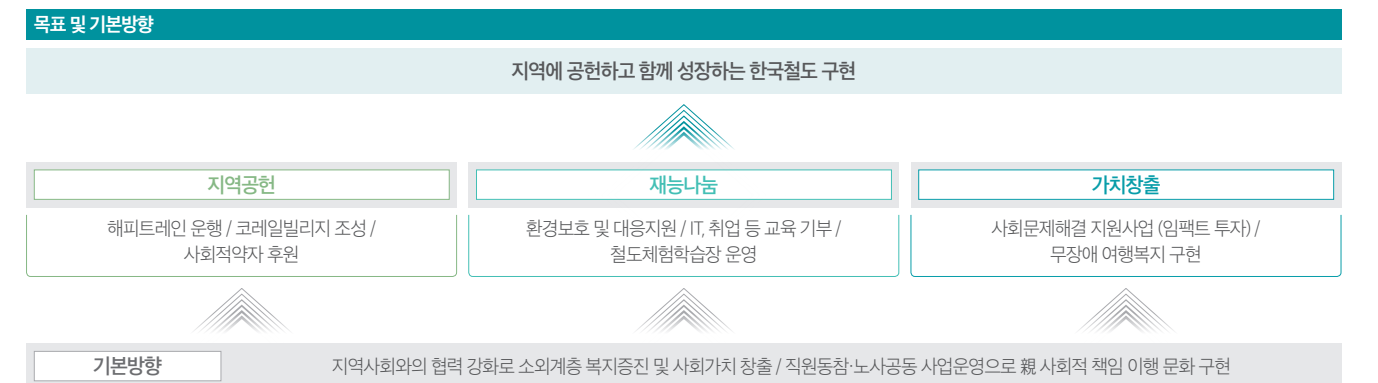 목표 및 기본방향
지역에 공헌하고 함께 성장하는 한국철도 구현
지역공헌
해피트레인 운행 / 코레일빌리지 조성 /
사회적약자 후원
재능나눔
환경보호 및 대응지원 / IT, 취업 등 교육 기부 /
철도체험학습장 운영
가치창출
사회문제해결 지원사업 (임팩트 투자) /
무장애 여행복지 구현
기본방향
지역사회와의 협력 강화로 소외계층 복지증진 및 사회가치 창출 / 직원동참·노사공동 사업운영으로 親 사회적 책임 이행 문화 구현